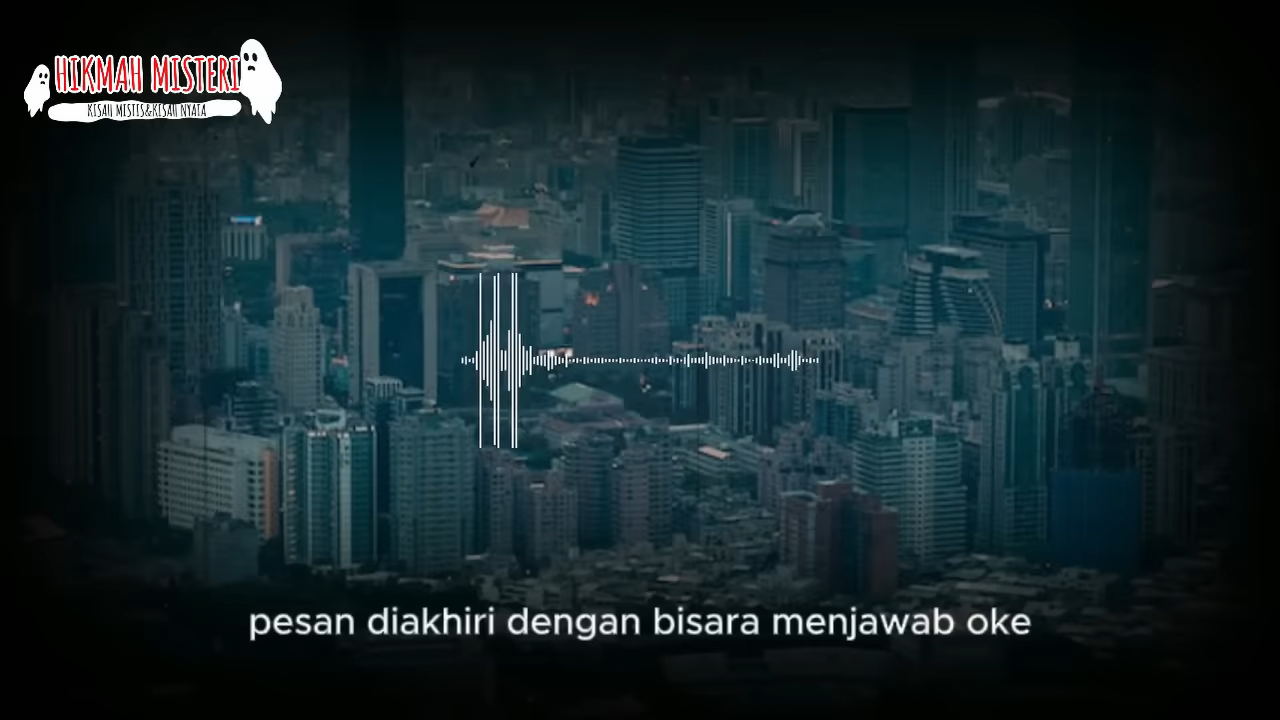 HIKMAH MISTERI
KISAH MISTIS&KISAH NYATA
pesan diakhiri dengan bisara menjawab oke